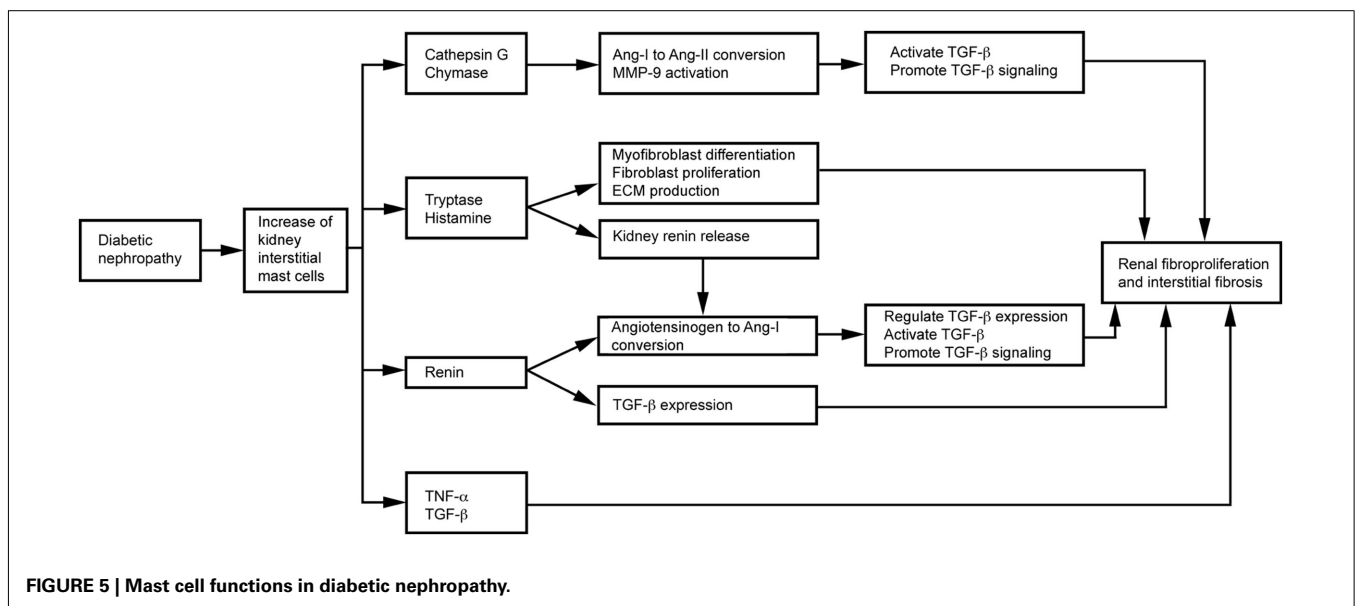 Diabetic
nephropathy
Increase of
kidney
interstitial
mast cells
Cathepsin G
Chymase
Ang-I to Ang-II conversion
MMP-9 activation
Activate TGF-β
Promote TGF-β signaling
Tryptase
Histamine
Myofibroblast differentiation
Fibroblast proliferation
ECM production
Kidney renin release
Renin
Angiotensinogen to Ang-I
conversion
Regulate TGF-β expression
Activate TGF-β
Promote TGF-β signaling
TGF-β expression
TNF-α
TGF-β
Renal fibroproliferation
and interstitial fibrosis
FIGURE 5 | Mast cell functions in diabetic nephropathy.